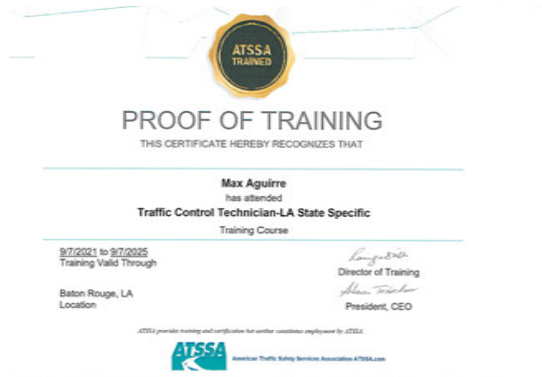 ATSSA
TRAINED
PROOF OF TRAINING
THIS CERTIFICATE HEREBY RECOGNIZES THAT
Max Aguirre
has attended
Traffic Control Technician-LA State Specific
Training Course
9/7/2021 to 9/7/2025
Training Valid Through
Director of Training
Baton Rouge, LA
Location
President, CEO
ATSSA provides training and certification but neither constitutes employment by ATSSA.
ATSSA
American Traffic Safety Services Association ATSSA.com